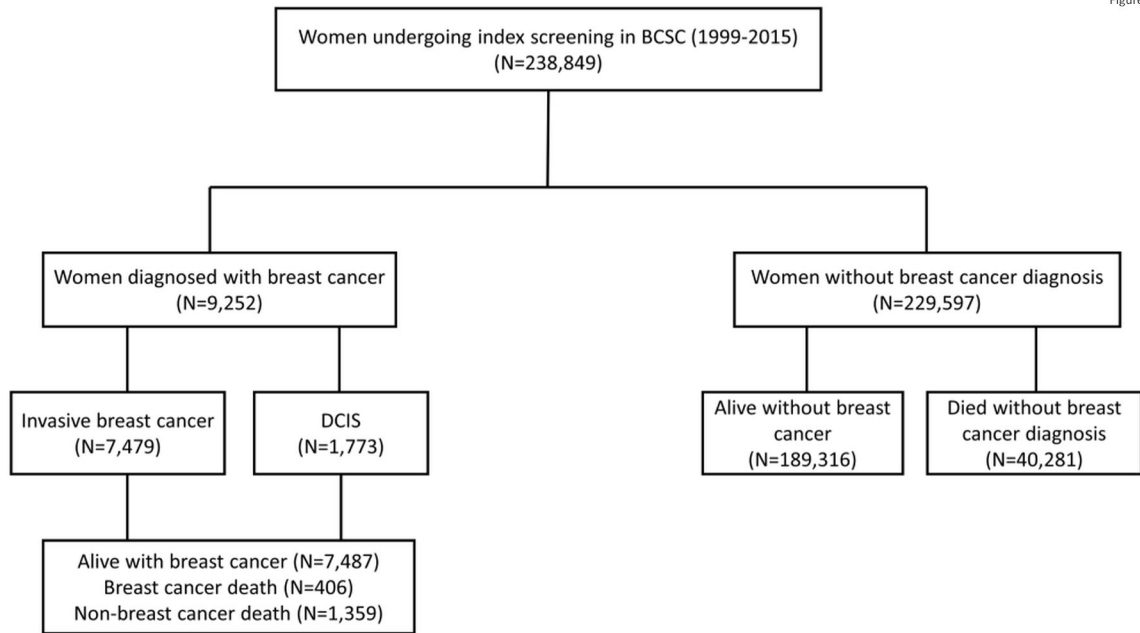 Figure
Women undergoing index screening in BCSC (1999-2015)
(N=238,849)
Women diagnosed with breast cancer
(N=9,252)
Women without breast cancer diagnosis
(N=229,597)
Invasive breast cancer
(N=7,479)
DCIS
(N=1,773)
Alive without breast
cancer
(N=189,316)
Died without breast
cancer diagnosis
(N=40,281)
Alive with breast cancer (N=7,487)
Breast cancer death (N=406)
Non-breast cancer death (N=1,359)